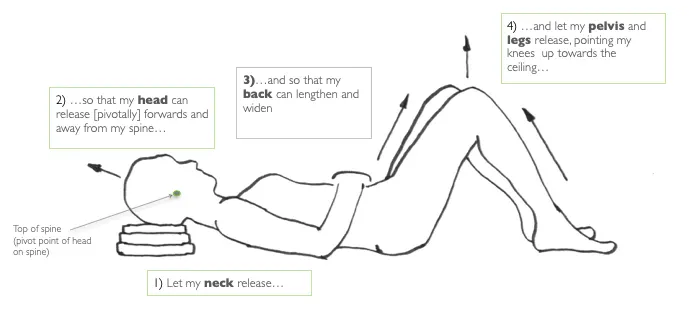 4) …and let my pelvis and
legs release, pointing my
knees up towards the
ceiling…
3)…and so that my
back can lengthen and
widen
2) …so that my head can
release [pivotally] forwards and
away from my spine…
Top of spine
(pivot point of head
on spine)
1) Let my neck release…